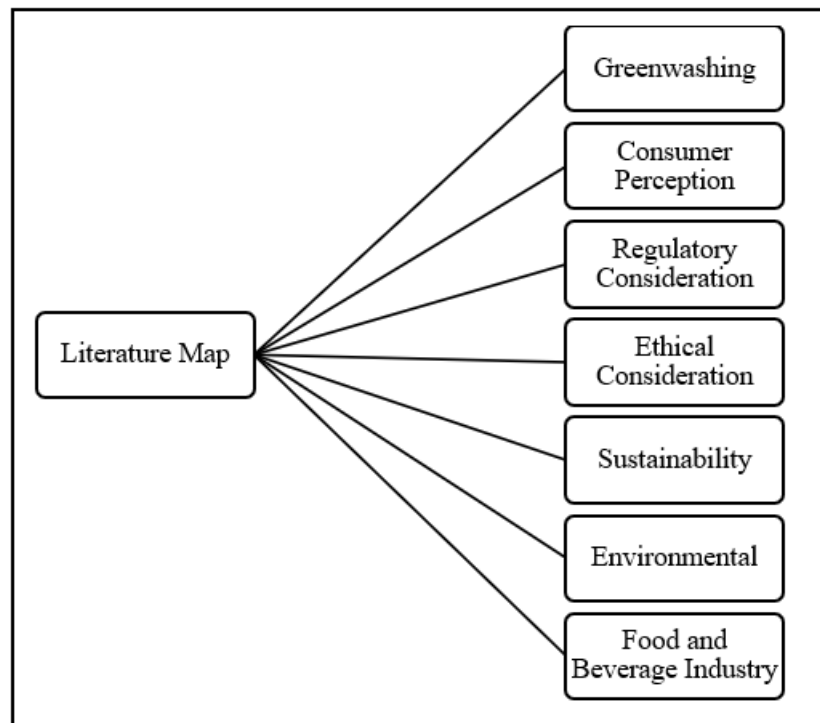 Greenwashing
Consumer
Perception
Regulatory
Consideration
Literature Map
Ethical
Consideration
Sustainability
Environmental
Food and
Beverage Industry